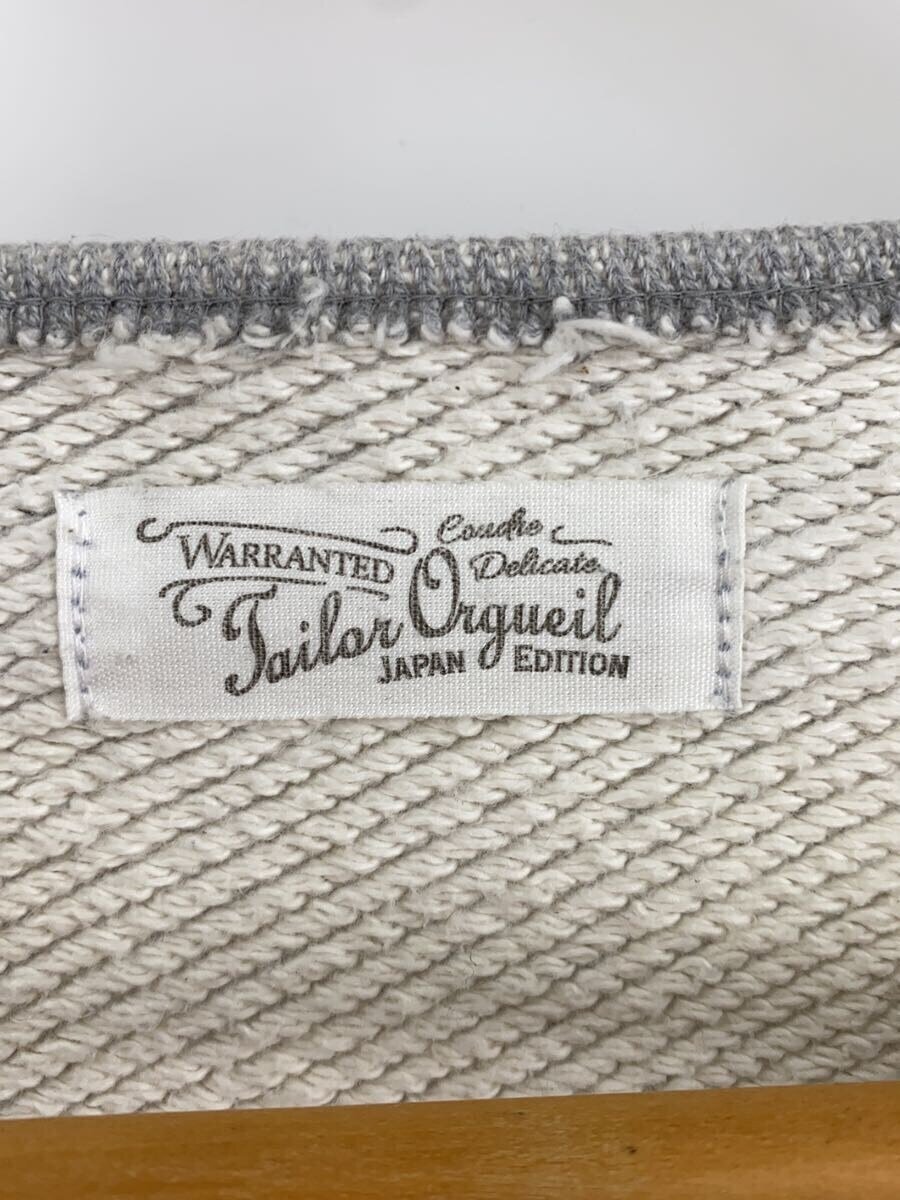 WARRANTED
Coudre
Delicate
Tailor Orgueil
JAPAN EDITION